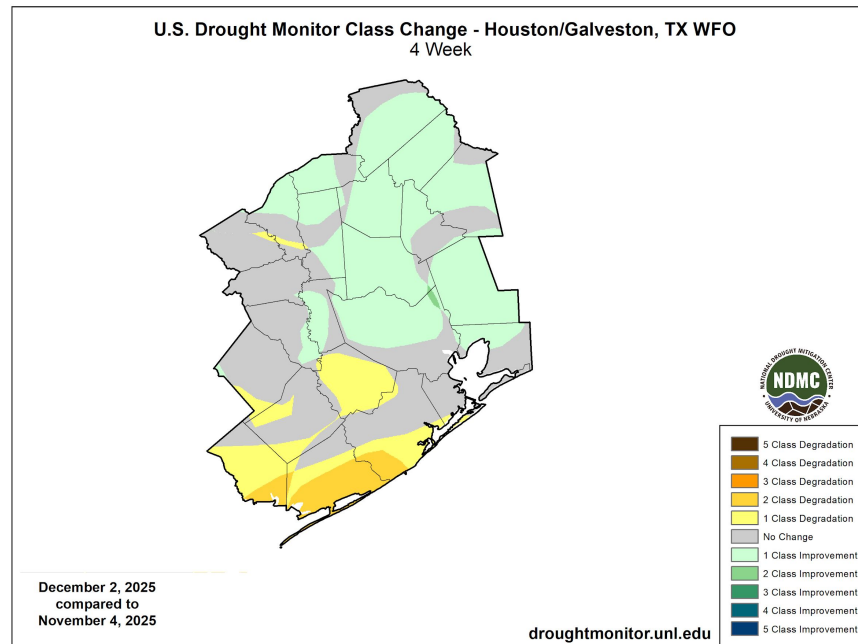 U.S. Drought Monitor Class Change - Houston/Galveston, TX WFO
4 Week
NATIONAL DROUGHT MITIGATION CENTER
NDMC
UNIVERSITY OF NEBRASKA
5 Class Degradation
4 Class Degradation
3 Class Degradation
2 Class Degradation
1 Class Degradation
No Change
1 Class Improvement
2 Class Improvement
3 Class Improvement
4 Class Improvement
5 Class Improvement
December 2, 2025
compared to
November 4, 2025
droughtmonitor.unl.edu